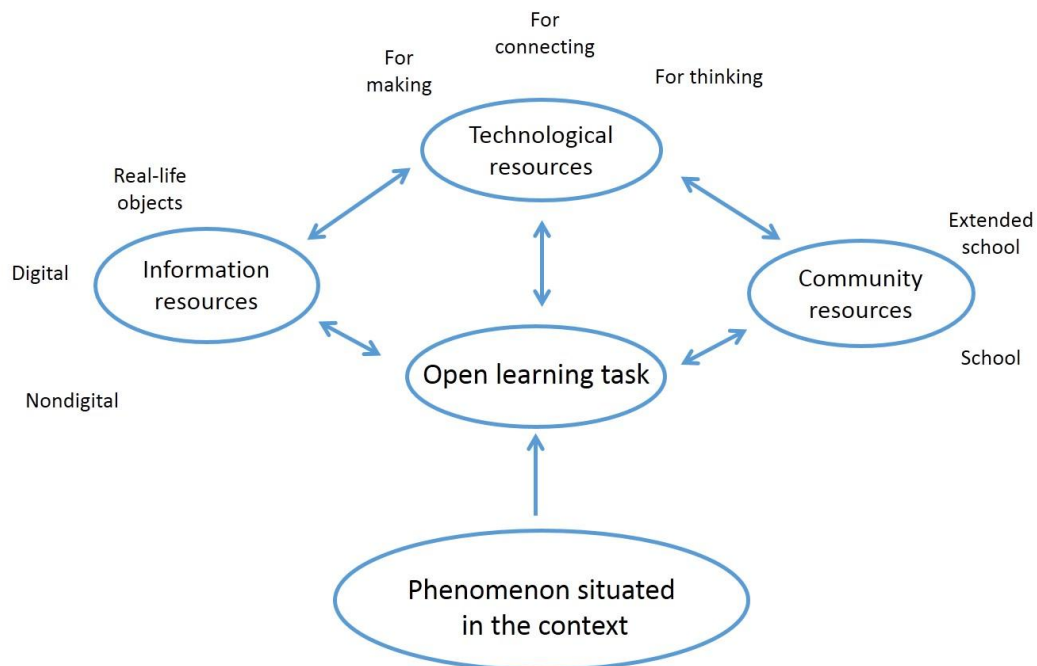 For
connecting
For
making
For thinking
Technological
resources
Real-life
objects
Digital
Information
resources
Nondigital
Extended
school
Community
resources
School
Open learning task
Phenomenon situated
in the context